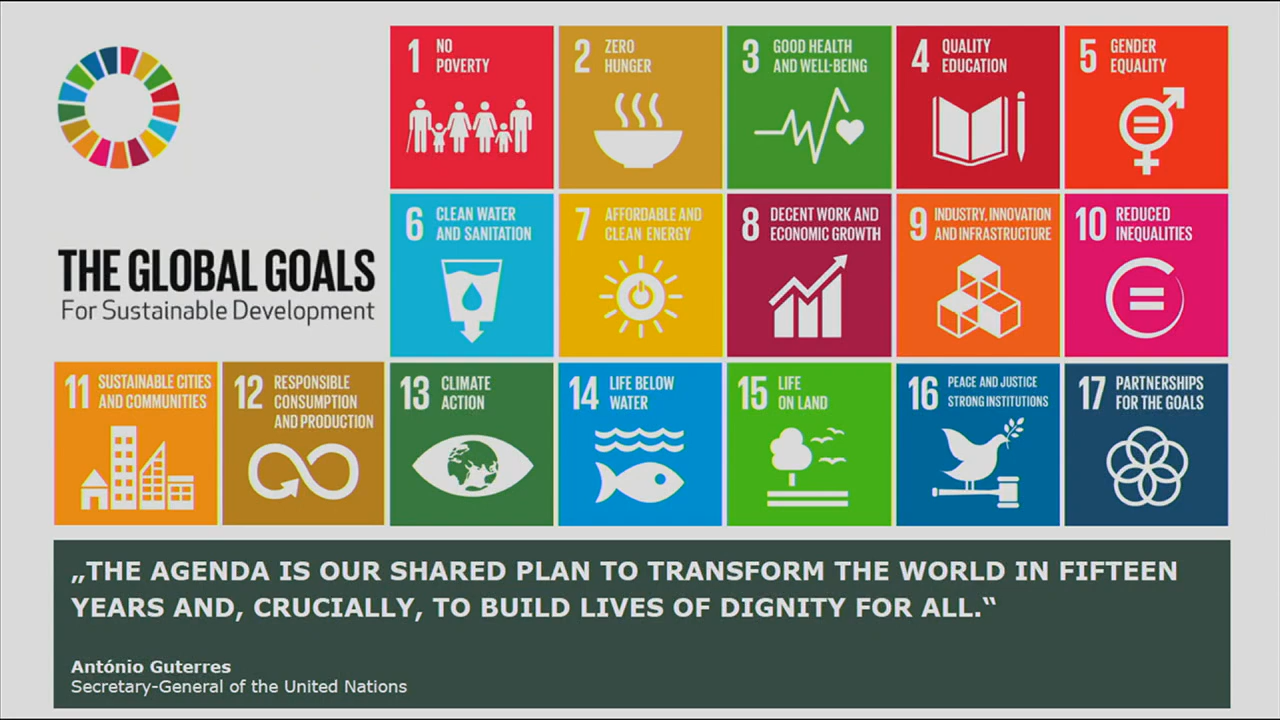 THE GLOBAL GOALS
For Sustainable Development
1 NO
POVERTY
2 ZERO
HUNGER
3 GOOD HEALTH
AND WELL-BEING
4 QUALITY
EDUCATION
5 GENDER
EQUALITY
6 CLEAN WATER
AND SANITATION
7 AFFORDABLE AND
CLEAN ENERGY
8 DECENT WORK AND
ECONOMIC GROWTH
9 INDUSTRY, INNOVATION
AND INFRASTRUCTURE
10 REDUCED
INEQUALITIES
11 SUSTAINABLE CITIES
AND COMMUNITIES
12 RESPONSIBLE
CONSUMPTION
AND PRODUCTION
13 CLIMATE
ACTION
14 LIFE BELOW
WATER
15 LIFE
ON LAND
16 PEACE AND JUSTICE
STRONG INSTITUTIONS
17 PARTNERSHIPS
FOR THE GOALS
„THE AGENDA IS OUR SHARED PLAN TO TRANSFORM THE WORLD IN FIFTEEN
YEARS AND, CRUCIALLY, TO BUILD LIVES OF DIGNITY FOR ALL.‟
António Guterres
Secretary-General of the United Nations